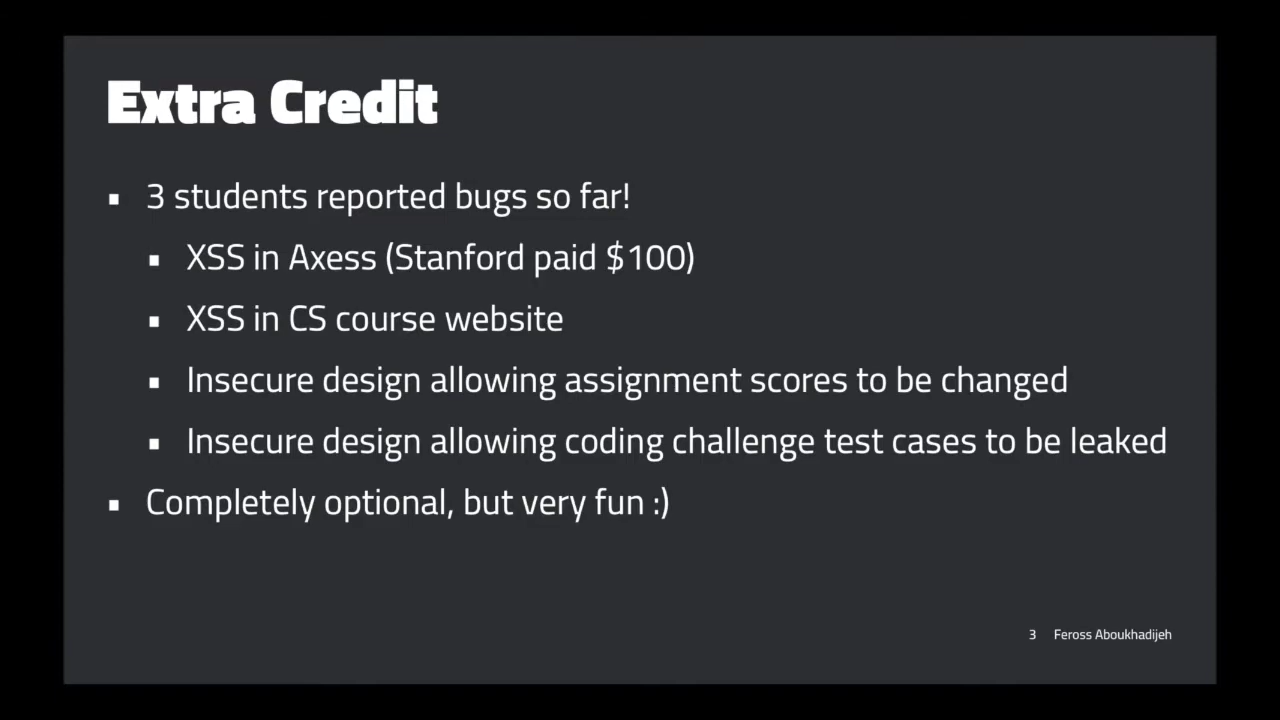 Extra Credit
▪ 3 students reported bugs so far!
▪ XSS in Axess (Stanford paid $100)
▪ XSS in CS course website
▪ Insecure design allowing assignment scores to be changed
▪ Insecure design allowing coding challenge test cases to be leaked
▪ Completely optional, but very fun :)
3 Feross Aboukhadijeh